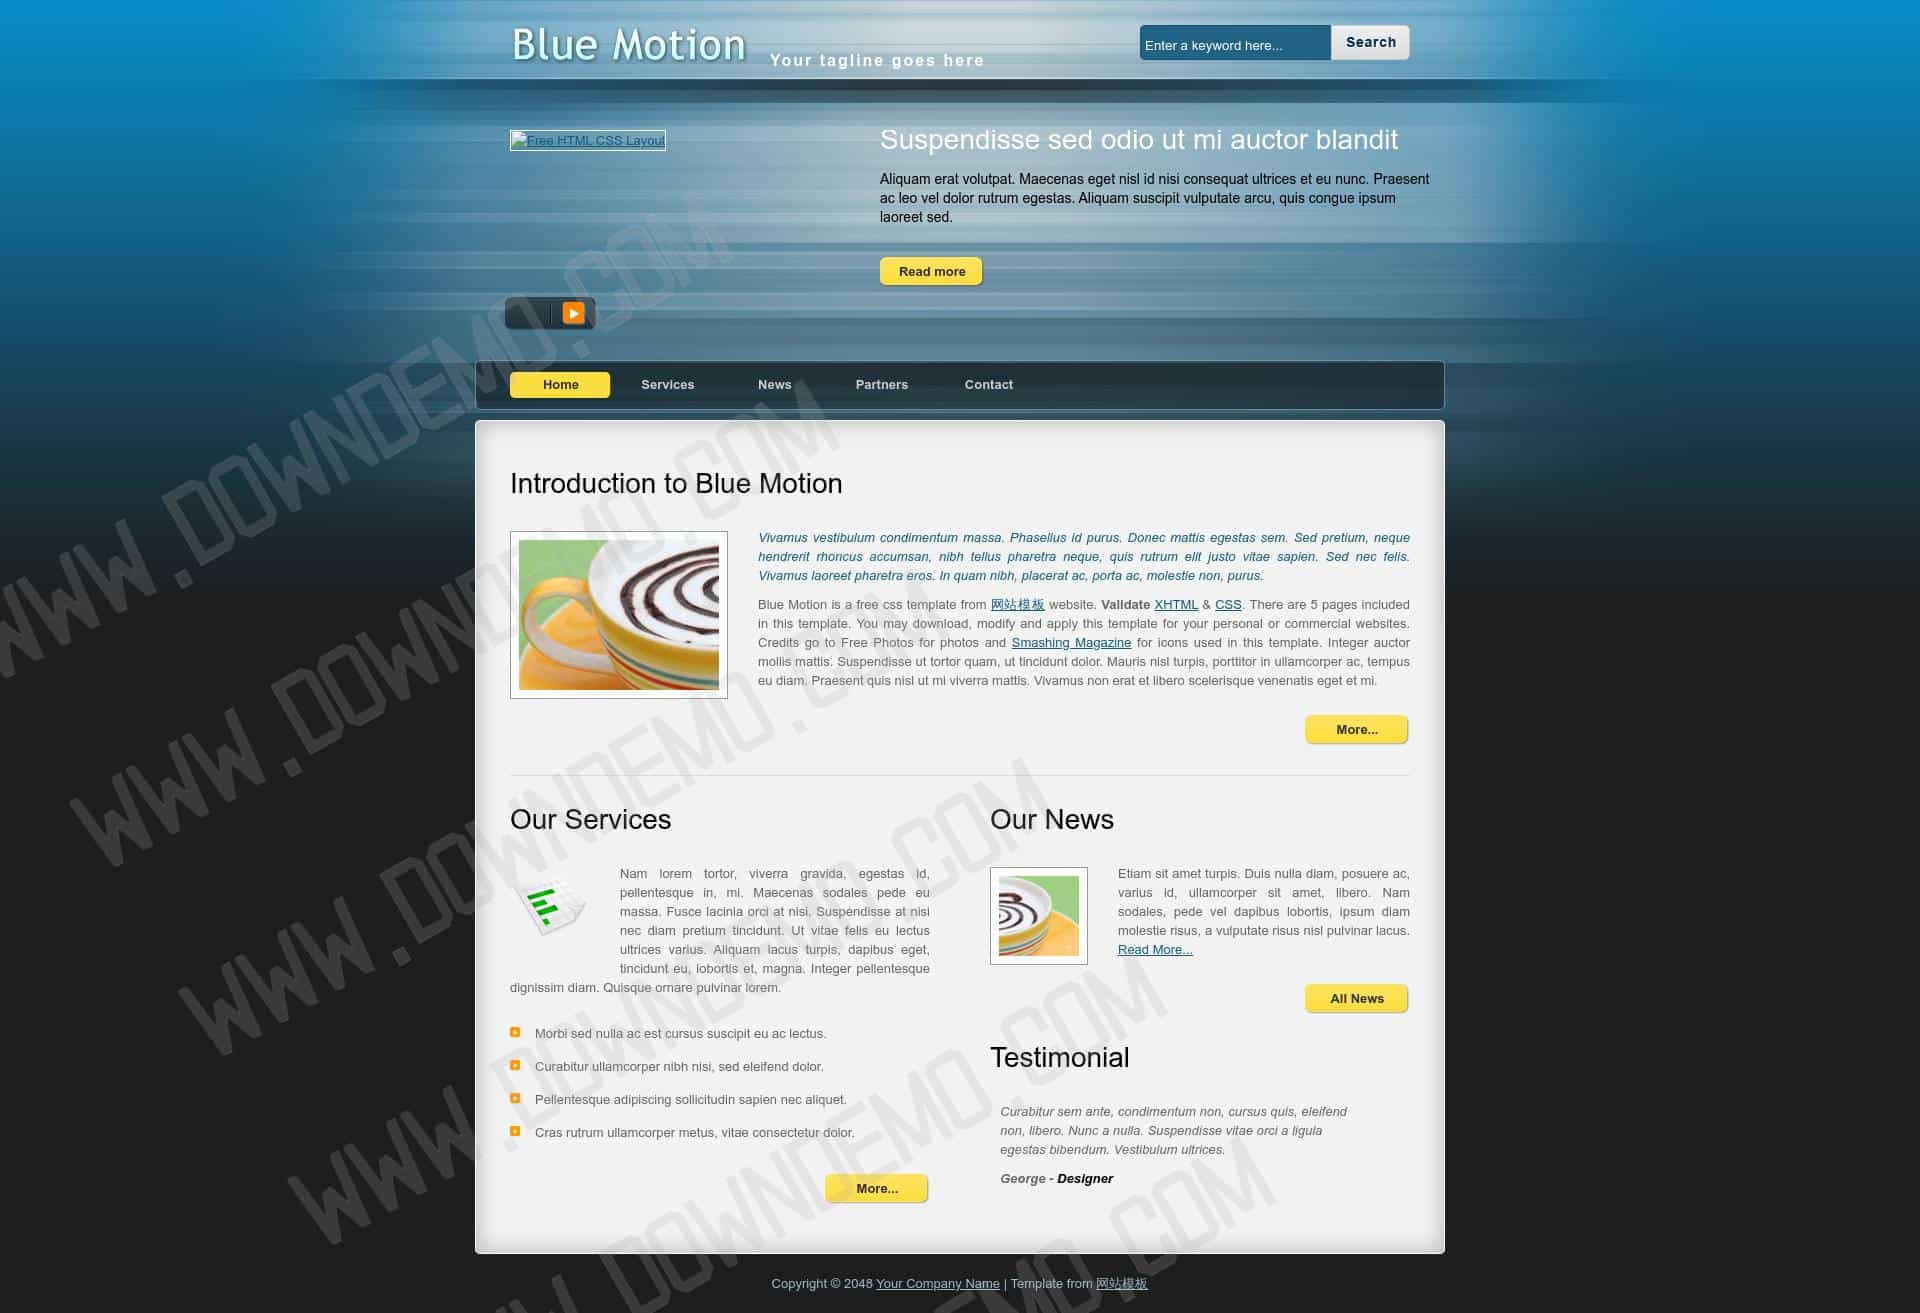 Blue Motion
Your tagline goes here
Enter a keyword here...
Search
Free HTML CSS Layout
Suspendisse sed odio ut mi auctor blandit
Aliquam erat volutpat. Maecenas eget nisl id nisi consequat ultrices et eu nunc. Praesent
ac leo vel dolor rutrum egestas. Aliquam suscipit vulputate arcu, quis congue ipsum
laoreet sed.
Read more
Home
Services
News
Partners
Contact
Introduction to Blue Motion
Vivamus vestibulum condimentum massa. Phasellus id purus. Donec mattis egestas sem. Sed pretium, neque
hendrerit rhoncus accumsan, nibh tellus pharetra neque, quis rutrum elit justo vitae sapien. Sed nec felis.
Vivamus laoreet pharetra eros. In quam nibh, placerat ac, porta ac, molestie non, purus.
Blue Motion is a free css template from 网站模板 website. Validate XHTML & CSS. There are 5 pages included
in this template. You may download, modify and apply this template for your personal or commercial websites.
Credits go to Free Photos for photos and Smashing Magazine for icons used in this template. Integer auctor
mollis mattis. Suspendisse ut tortor quam, ut tincidunt dolor. Mauris nisl turpis, porttitor in ullamcorper ac, tempus
eu diam. Praesent quis nisl ut mi viverra mattis. Vivamus non erat et libero scelerisque venenatis eget et mi.
More...
Our Services
Nam lorem tortor, viverra gravida, egestas id,
pellentesque in, mi. Maecenas sodales pede eu
massa. Fusce lacinia orci at nisi. Suspendisse at nisi
nec diam pretium tincidunt. Ut vitae felis eu lectus
ultrices varius. Aliquam lacus turpis, dapibus eget,
tincidunt eu, lobortis et, magna. Integer pellentesque
dignissim diam. Quisque ornare pulvinar lorem.
Morbi sed nulla ac est cursus suscipit eu ac lectus.
Curabitur ullamcorper nibh nisi, sed eleifend dolor.
Pellentesque adipiscing sollicitudin sapien nec aliquet.
Cras rutrum ullamcorper metus, vitae consectetur dolor.
More...
Our News
Etiam sit amet turpis. Duis nulla diam, posuere ac,
varius id, ullamcorper sit amet, libero. Nam
sodales, pede vel dapibus lobortis, ipsum diam
molestie risus, a vulputate risus nisl pulvinar lacus.
Read More...
All News
Testimonial
Curabitur sem ante, condimentum non, cursus quis, eleifend
non, libero. Nunc a nulla. Suspendisse vitae orci a ligula
egestas bibendum. Vestibulum ultrices.
George - Designer
Copyright © 2048 Your Company Name | Template from 网站模板
WWW.DOWNDEMO.COM
WWW.DOWNDEMO.COM
WWW.DOWNDEMO.COM
WWW.DOWNDEMO.COM
WWW.DOWNDEMO.COM